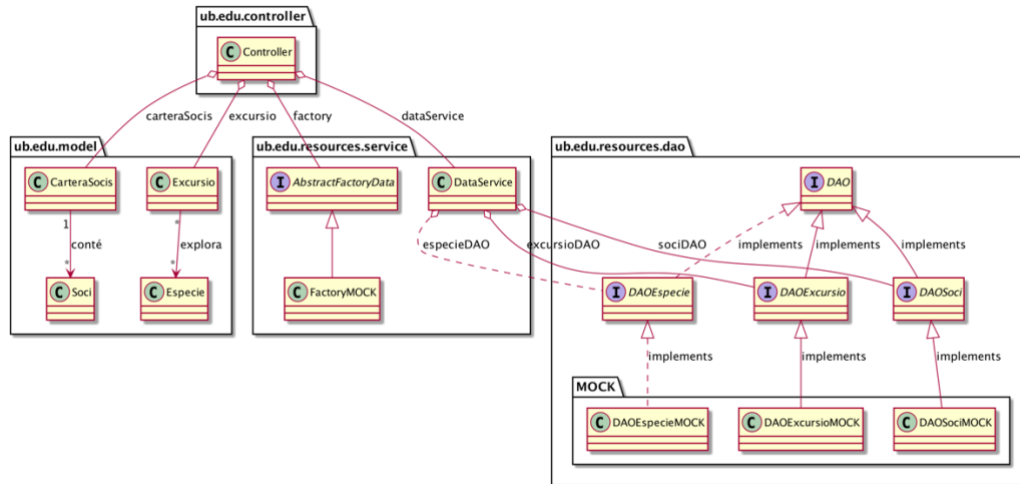 ub.edu.controller
C Controller
carteraSocis
excursio
factory
dataService
ub.edu.model
ub.edu.resources.service
ub.edu.resources.dao
C CarteraSocis
C Excursio
I AbstractFactoryData
C DataService
I DAO
1
*
conté
explora
especieDAO
excursioDAO
sociDAO
implements
implements
implements
*
*
C Soci
C Especie
C FactoryMOCK
I DAOEspecie
I DAOExcursio
I DAOSoci
implements
implements
implements
MOCK
C DAOEspecieMOCK
C DAOExcursioMOCK
C DAOSociMOCK